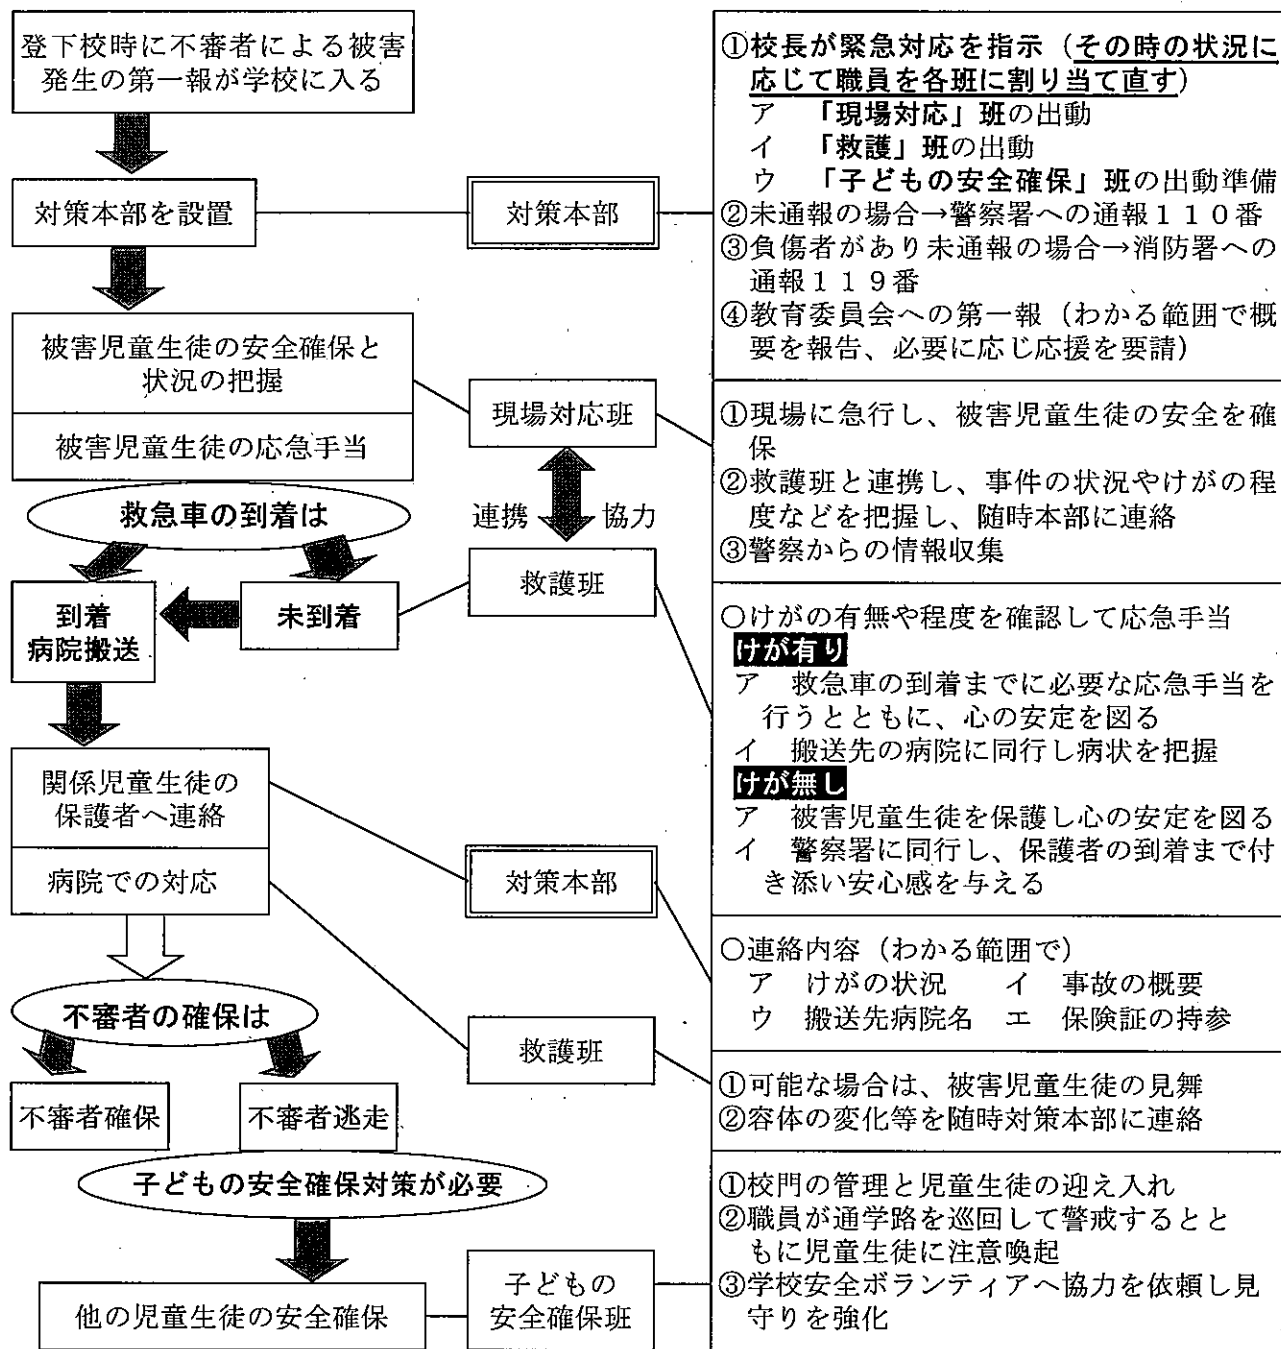 登下校時に不審者による被害
発生の第一報が学校に入る
対策本部を設置
対策本部
①校長が緊急対応を指示（その時の状況に
応じて職員を各班に割り当て直す）
ア　「現場対応」班の出動
イ　「救護」班の出動
ウ　「子どもの安全確保」班の出動準備
②未通報の場合→警察署への通報１１０番
③負傷者があり未通報の場合→消防署への
通報１１９番
④教育委員会への第一報（わかる範囲で概
要を報告、必要に応じ応援を要請）
被害児童生徒の安全確保と
状況の把握
被害児童生徒の応急手当
現場対応班
①現場に急行し、被害児童生徒の安全を確
保
②救護班と連携し、事件の状況やけがの程
度などを把握し、随時本部に連絡
③警察からの情報収集
連携　協力
救急車の到着は
到着
病院搬送
未到着
救護班
○けがの有無や程度を確認して応急手当
けが有り
ア　救急車の到着までに必要な応急手当を
行うとともに、心の安定を図る
イ　搬送先の病院に同行し病状を把握
けが無し
ア　被害児童生徒を保護し心の安定を図る
イ　警察署に同行し、保護者の到着まで付
き添い安心感を与える
関係児童生徒の
保護者へ連絡
病院での対応
対策本部
○連絡内容（わかる範囲で）
ア　けがの状況　イ　事故の概要
ウ　搬送先病院名　エ　保険証の持参
救護班
①可能な場合は、被害児童生徒の見舞
②容体の変化等を随時対策本部に連絡
不審者の確保は
不審者確保
不審者逃走
子どもの安全確保対策が必要
他の児童生徒の安全確保
子どもの
安全確保班
①校門の管理と児童生徒の迎え入れ
②職員が通学路を巡回して警戒するとと
もに児童生徒に注意喚起
③学校安全ボランティアへ協力を依頼し見
守りを強化